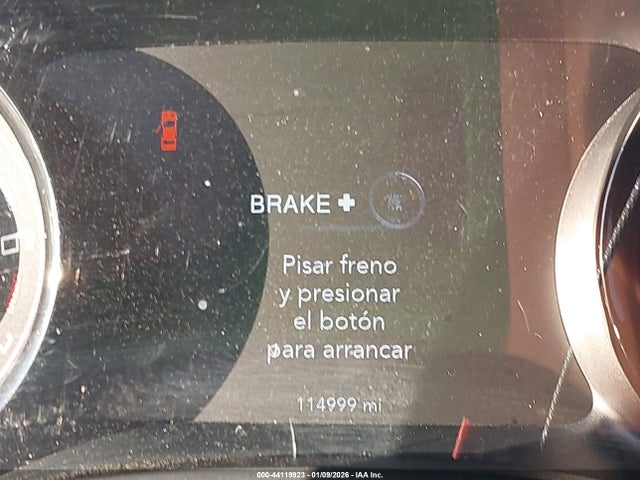 BRAKE +
Pisar freno
y presionar
el botón
para arrancar
114999 mi
000-44119923 - 01/09/2026 - IAA Inc.